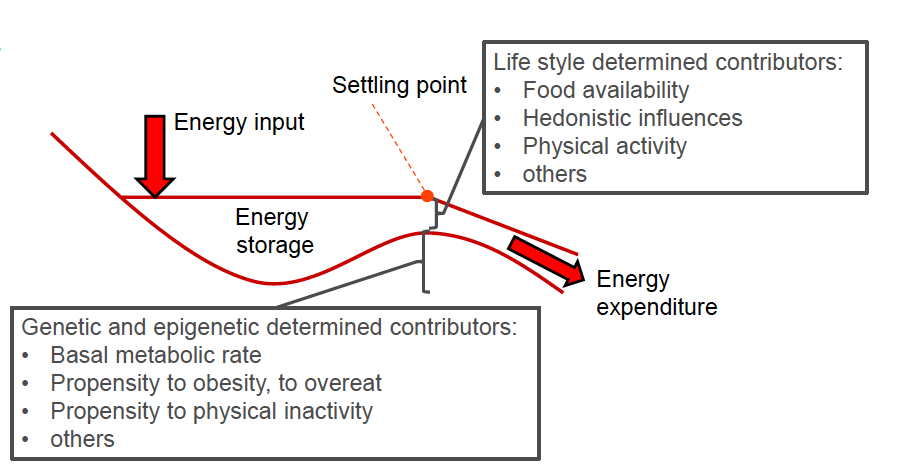 Settling point
Energy input
Energy
storage
Life style determined contributors:
• Food availability
• Hedonistic influences
• Physical activity
• others
Energy
expenditure
Genetic and epigenetic determined contributors:
• Basal metabolic rate
• Propensity to obesity, to overeat
• Propensity to physical inactivity
• others